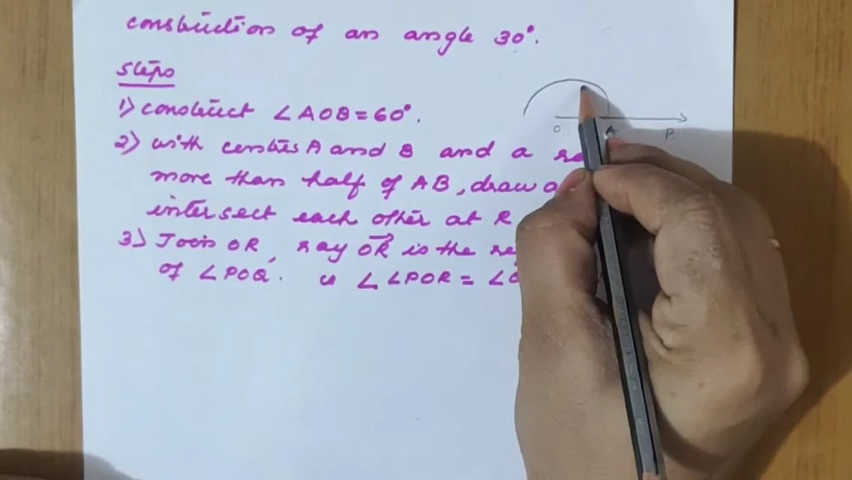 construction of an angle 30°.
Steps
1) construct ∠AOB = 60°.
2) with centres A and B and a
more than half of AB, draw
intersect each other at R
3) Join OR, ray OR is the
of ∠POQ. ∠ ∠POR = ∠
O A P